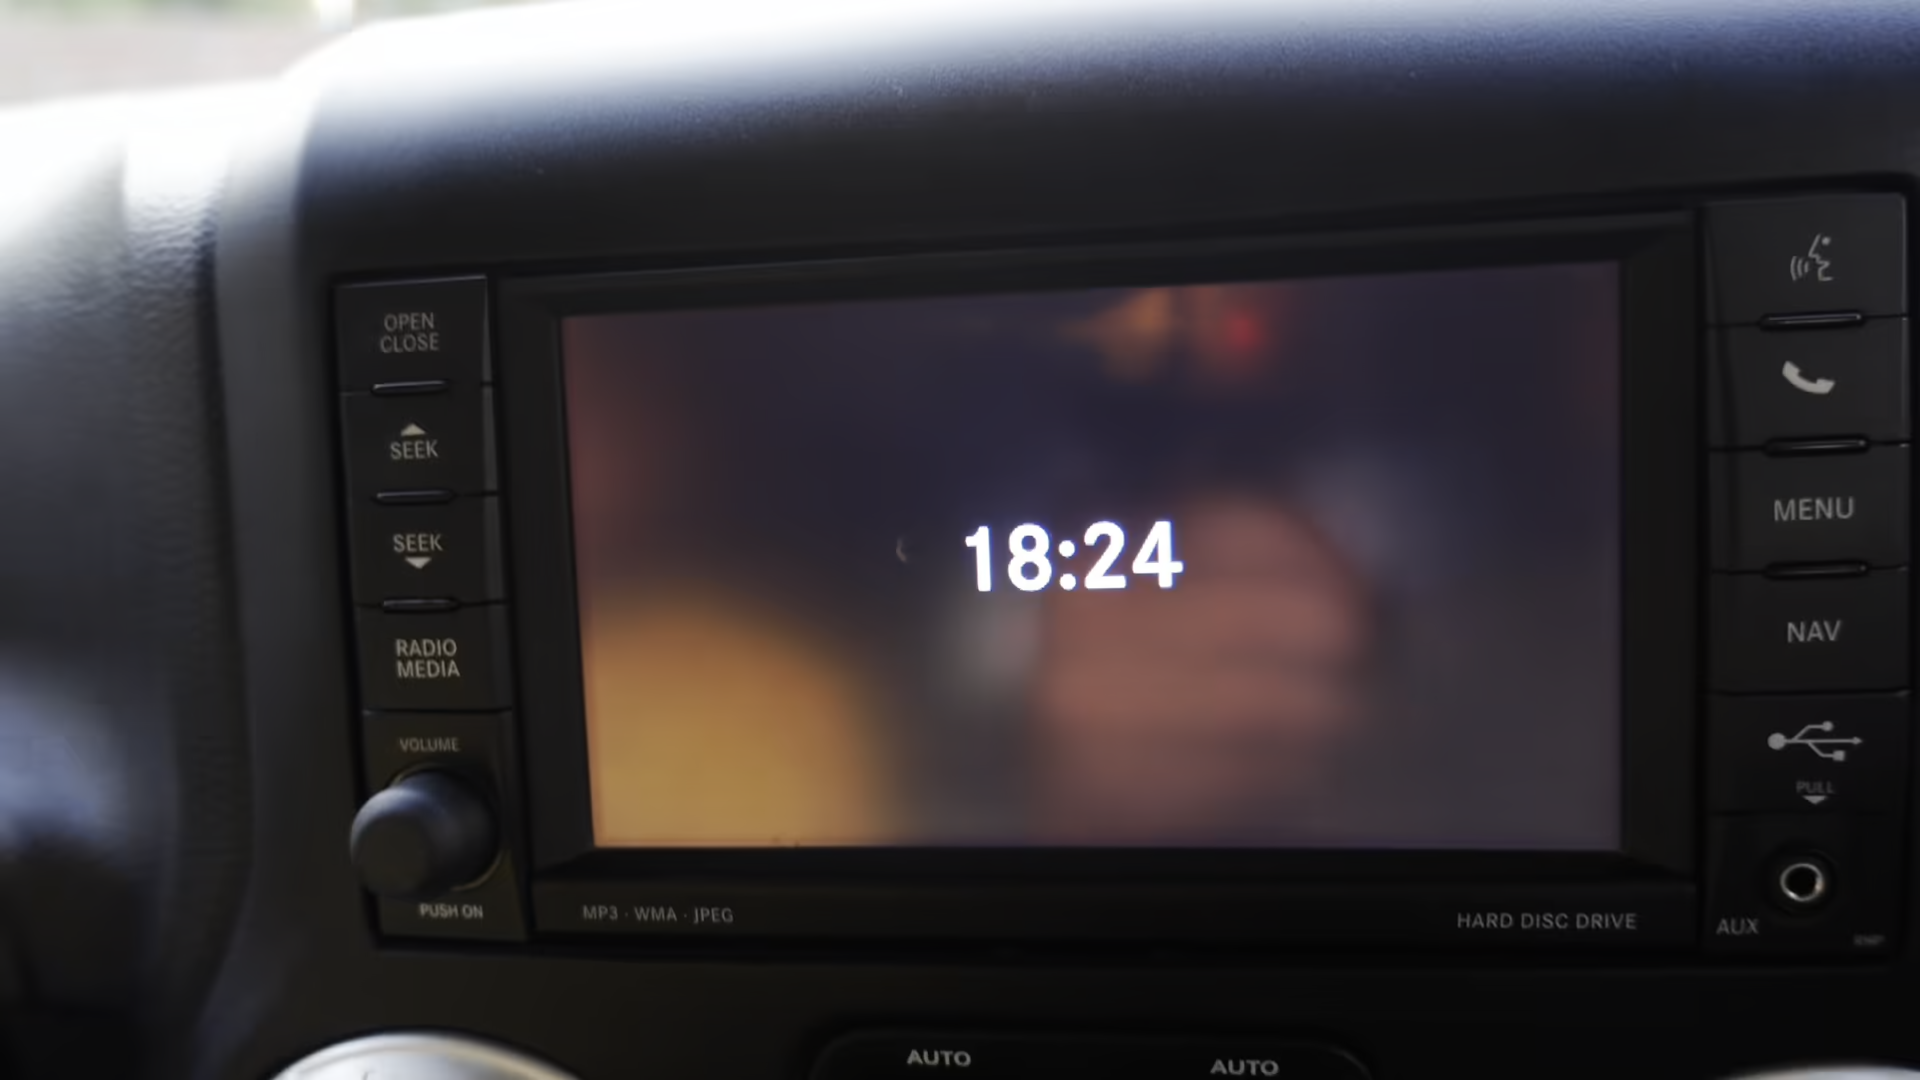 OPEN
CLOSE
SEEK
SEEK
RADIO
MEDIA
VOLUME
PUSH ON
18:24
MP3 · WMA · JPEG
HARD DISC DRIVE
MENU
NAV
PULL
AUX
AUTO
AUTO